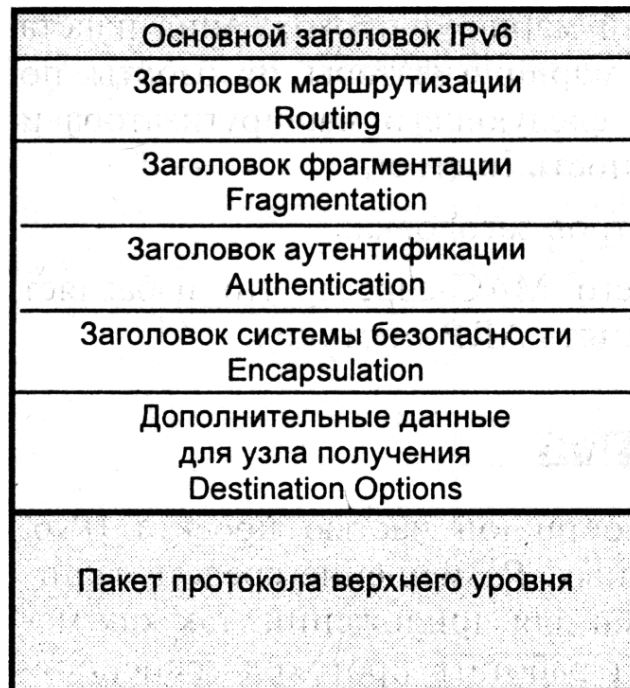 Основной заголовок IPv6
Заголовок маршрутизации
Routing
Заголовок фрагментации
Fragmentation
Заголовок аутентификации
Authentication
Заголовок системы безопасности
Encapsulation
Дополнительные данные
для узла получения
Destination Options
Пакет протокола верхнего уровня